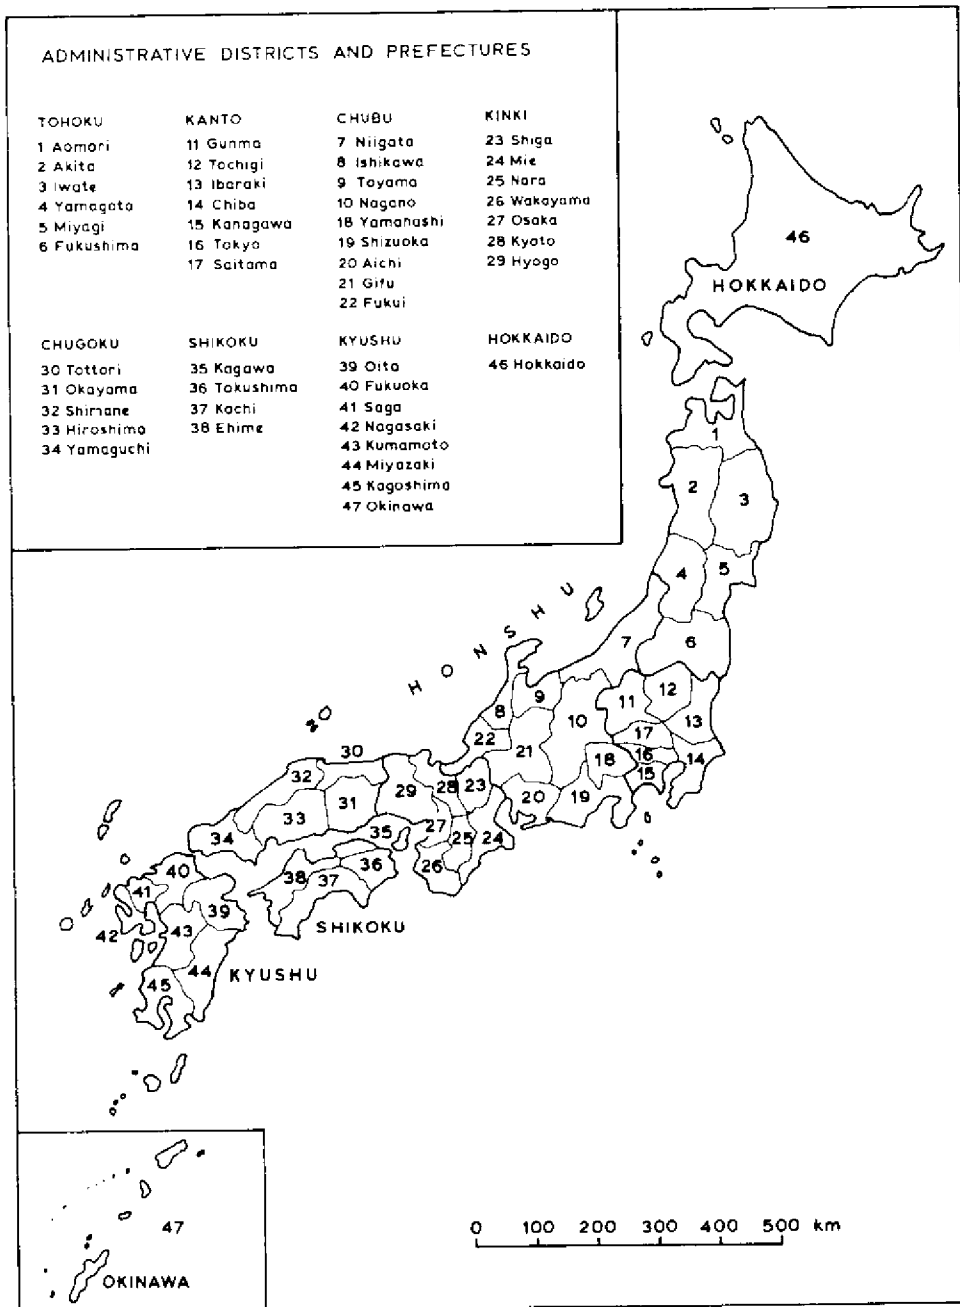 ADMINISTRATIVE DISTRICTS AND PREFECTURES
TOHOKU
1 Aomori
2 Akita
3 Iwate
4 Yamagata
5 Miyagi
6 Fukushima
KANTO
11 Gunma
12 Tochigi
13 Ibaraki
14 Chiba
15 Kanagawa
16 Tokyo
17 Saitama
CHUBU
7 Niigata
8 Ishikawa
9 Toyama
10 Nagano
18 Yamanashi
19 Shizuoka
20 Aichi
21 Gifu
22 Fukui
KINKI
23 Shiga
24 Mie
25 Nara
26 Wakayama
27 Osaka
28 Kyoto
29 Hyogo
CHUGOKU
30 Tottori
31 Okayama
32 Shimane
33 Hiroshima
34 Yamaguchi
SHIKOKU
35 Kagawa
36 Tokushima
37 Kochi
38 Ehime
KYUSHU
39 Oita
40 Fukuoka
41 Saga
42 Nagasaki
43 Kumamoto
44 Miyazaki
45 Kagoshima
47 Okinawa
HOKKAIDO
46 Hokkaido
46
HOKKAIDO
1
2
3
4
5
HONSHU
7
6
8
9
10
11
12
13
22
21
17
30
18
16
14
15
32
31
29
28
23
20
19
33
34
35
27
25
24
40
38
37
36
26
41
39
SHIKOKU
42
43
44
KYUSHU
45
47
OKINAWA
0 100 200 300 400 500 km